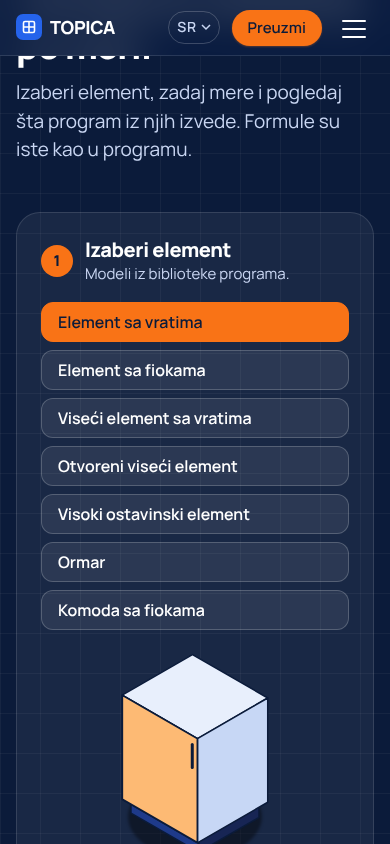 TOPICA
SR
Preuzmi
po meri
Izaberi element, zadaj mere i pogledaj
šta program iz njih izvede. Formule su
iste kao u programu.
1
Izaberi element
Modeli iz biblioteke programa.
Element sa vratima
Element sa fiokama
Viseći element sa vratima
Otvoreni viseći element
Visoki ostavinski element
Ormar
Komoda sa fiokama